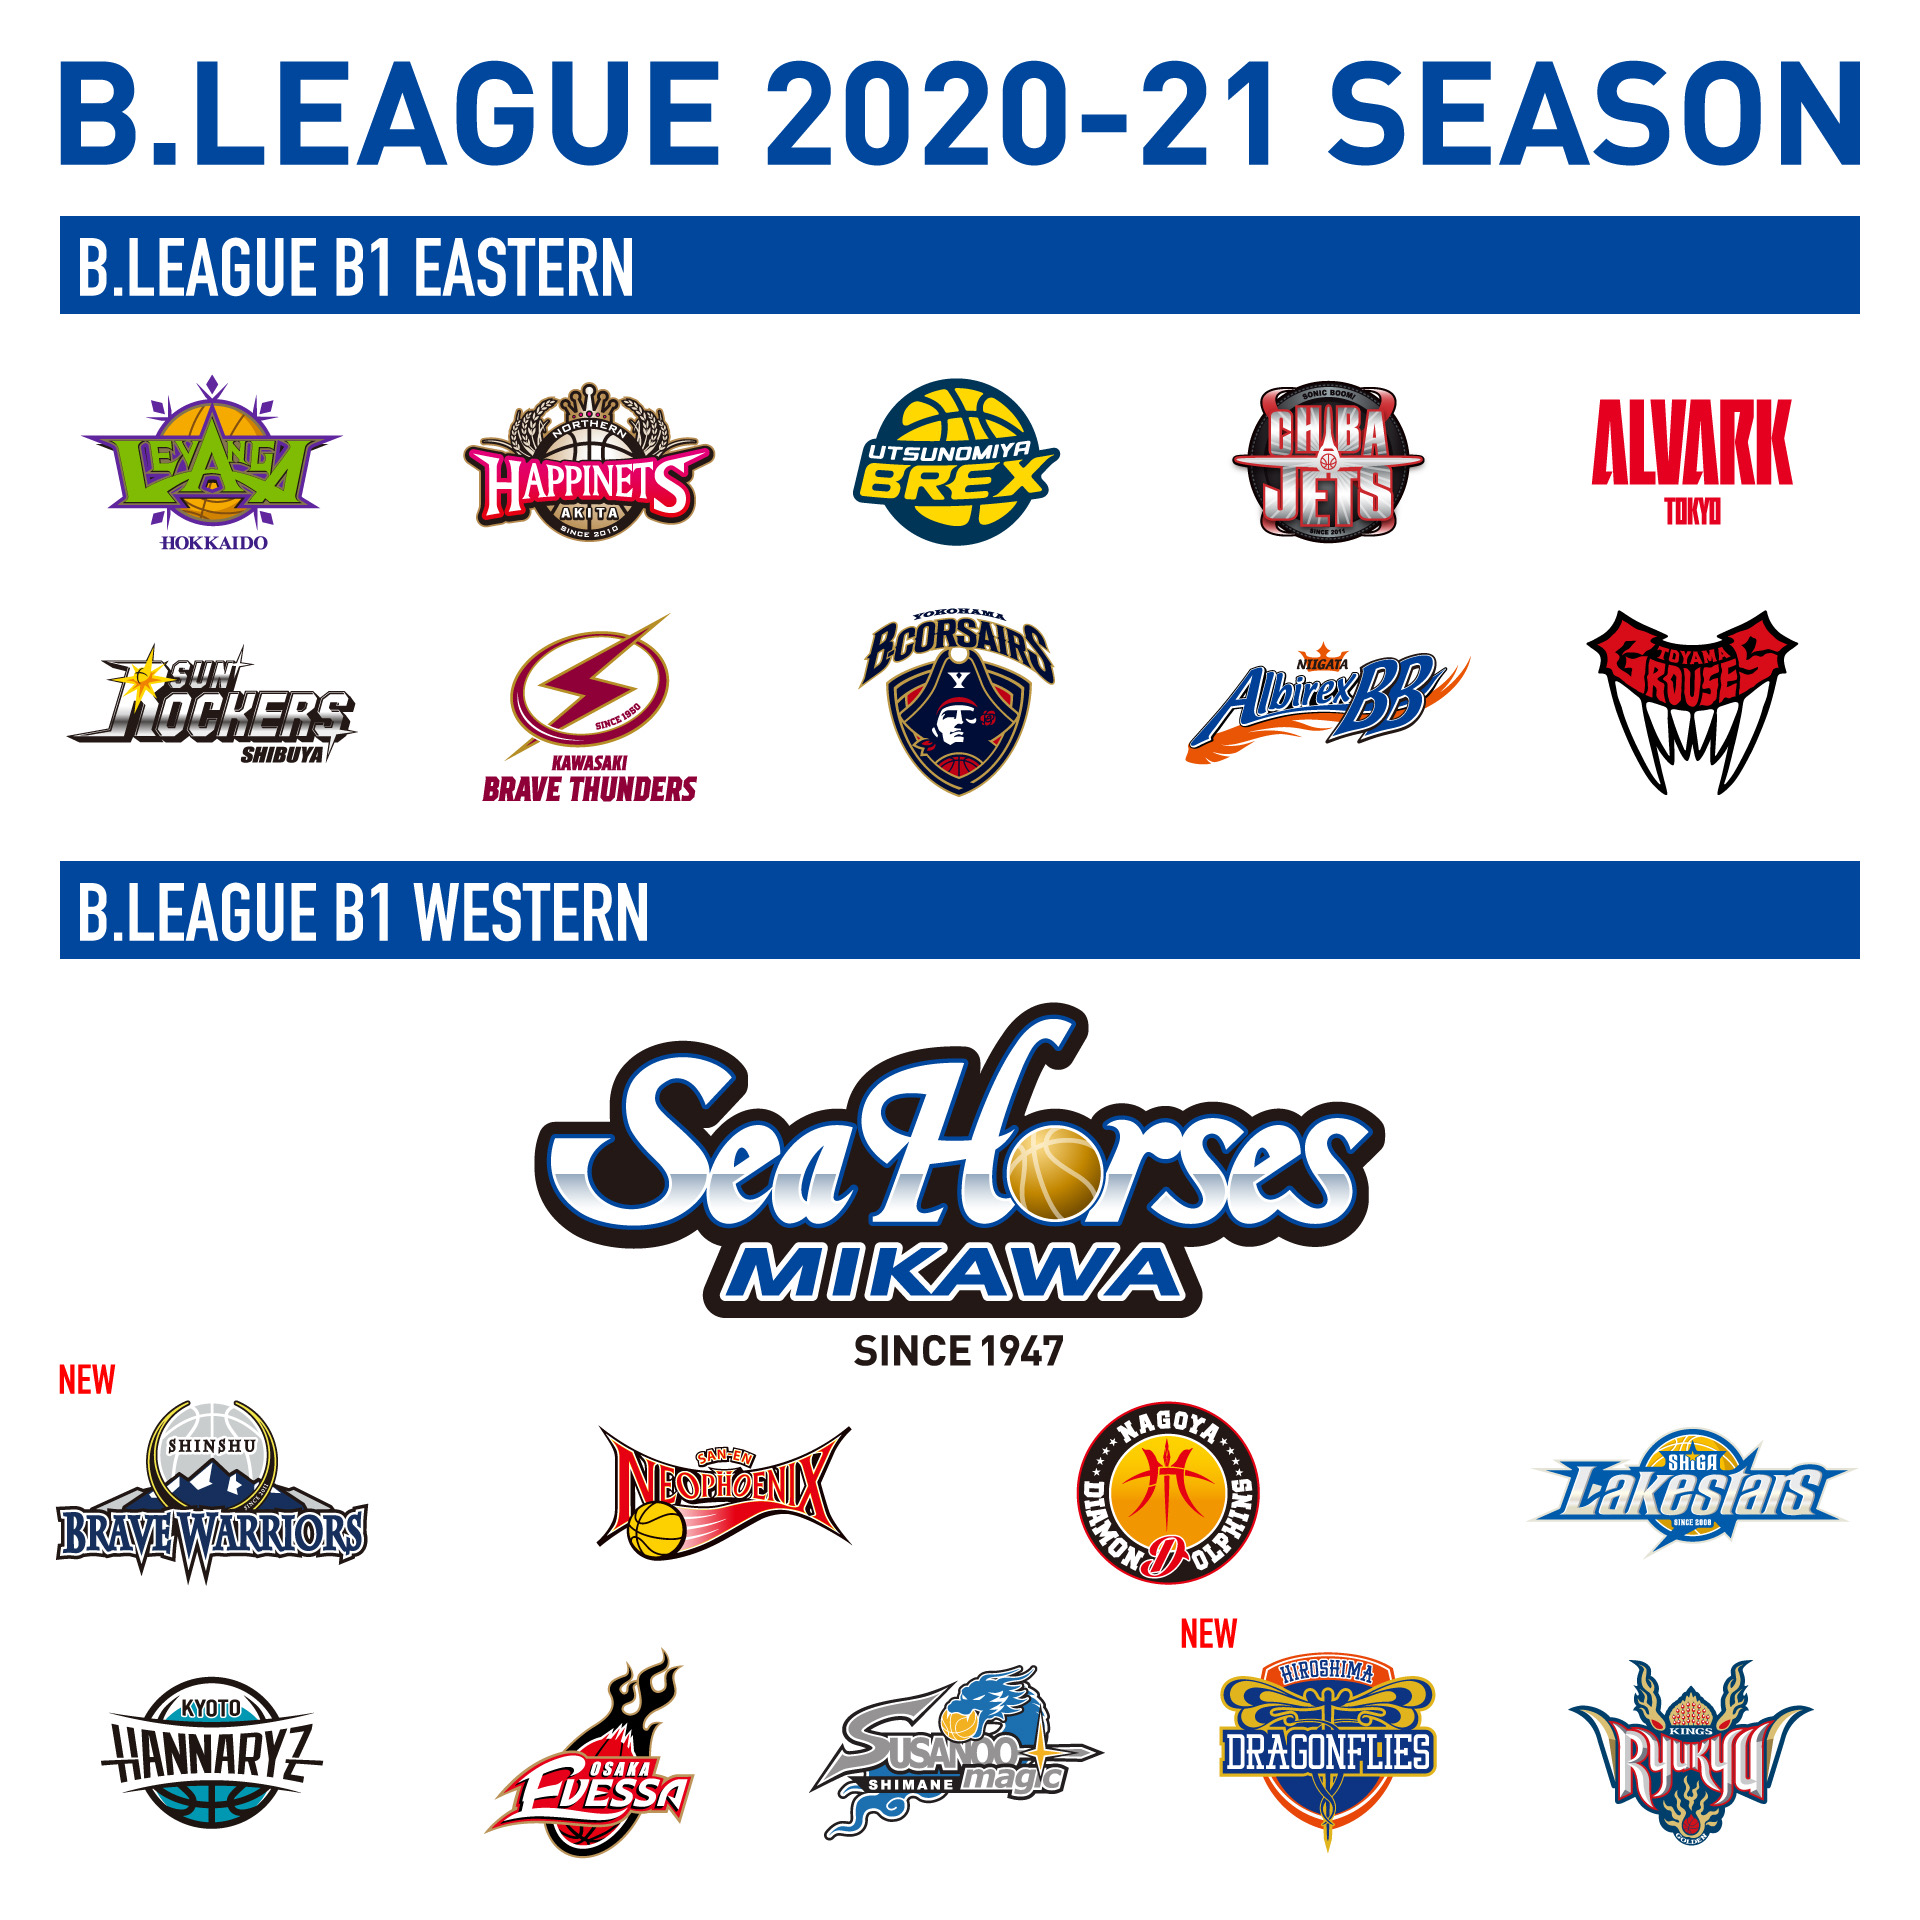 B.LEAGUE 2020-21 SEASON
B.LEAGUE B1 EASTERN
LEVANGA
HOKKAIDO
NORTHERN
HAPPINETS
AKITA
SINCE 2010
UTSUNOMIYA
BREX
SONIC BOOM!
CHIBA
JETS
SINCE 2011
ALVARK
TOKYO
SUN
ROCKERS
SHIBUYA
SINCE 1950
KAWASAKI
BRAVE THUNDERS
YOKOHAMA
B-CORSAIRS
Y
NIIGATA
Albirex BB
TOYAMA
GROUSES
B.LEAGUE B1 WESTERN
SeaHorses
MIKAWA
SINCE 1947
NEW
SHINSHU
SINCE 2011
BRAVE WARRIORS
SAN-EN
NEOPHOENIX
NAGOYA
DIAMOND DOLPHINS
SHIGA
Lakestars
SINCE 2008
KYOTO
HANNARYZ
OSAKA
EVESSA
SUSANOO
SHIMANE magic
NEW
HIROSHIMA
DRAGONFLIES
KINGS
RYUKYU
GOLDEN